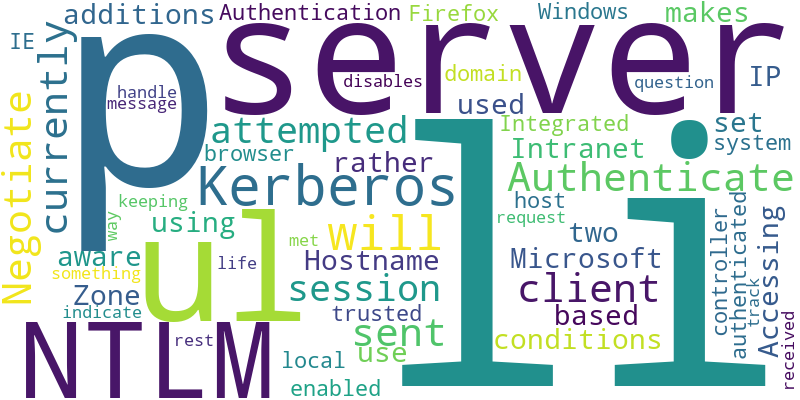 additions
Authentication
Firefox
Windows
makes
IE
currently
p
server
handle
message
disables
domain
question
IP
used
Negotiate
attempted
Integrated
set
system
browser
rather
Intranet
Kerberos
li
Authenticate
keeping
way
using
ul
will
host
request
aware
met
two
something
life
Hostname
Microsoft
controller
authenticated
track
Accessing
received
Zone
session
client
indicate
trusted
based
NTLM
rest
sent
conditions
use
local
enabled